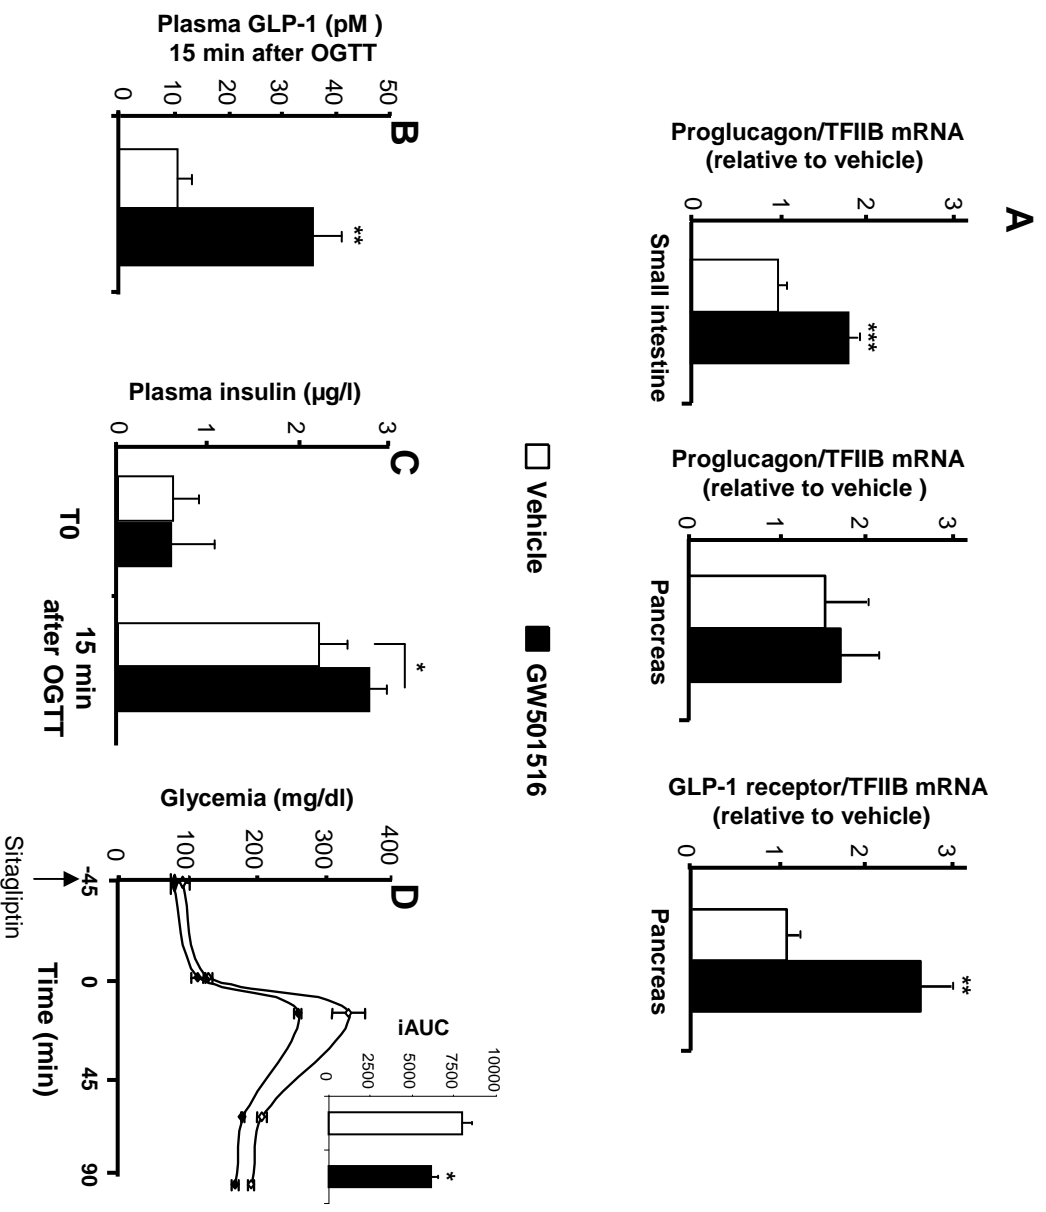 A
Proglucagon/TFIIB mRNA
(relative to vehicle)
0
1
2
3
***
Small intestine
Proglucagon/TFIIB mRNA
(relative to vehicle )
0
1
2
3
Pancreas
GLP-1 receptor/TFIIB mRNA
(relative to vehicle)
0
1
2
3
**
Pancreas
Vehicle
GW501516
B
Plasma GLP-1 (pM )
15 min after OGTT
0
10
20
30
40
50
**
C
Plasma insulin (µg/l)
0
1
2
3
*
T0
15 min
after OGTT
D
Glycemia (mg/dl)
0
100
200
300
400
-45
0
45
90
Time (min)
Sitagliptin
iAUC
0
2500
5000
7500
10000
*